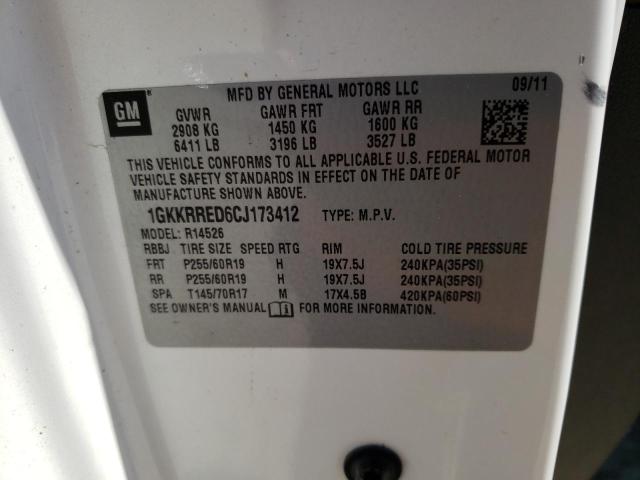 GM
MFD BY GENERAL MOTORS LLC 09/11
GVWR GAWR FRT GAWR RR
2908 KG 1450 KG 1600 KG
6411 LB 3196 LB 3527 LB
THIS VEHICLE CONFORMS TO ALL APPLICABLE U.S. FEDERAL MOTOR
VEHICLE SAFETY STANDARDS IN EFFECT ON THE DATE OF
MANUFACTURE SHOWN ABOVE.
1GKKRRED6CJ173412 TYPE: M.P.V.
MODEL: R14526
RBBJ TIRE SIZE SPEED RTG RIM COLD TIRE PRESSURE
FRT P255/60R19 H 19X7.5J 240KPA(35PSI)
RR P255/60R19 H 19X7.5J 240KPA(35PSI)
SPA T145/70R17 M 17X4.5B 420KPA(60PSI)
SEE OWNER'S MANUAL FOR MORE INFORMATION.